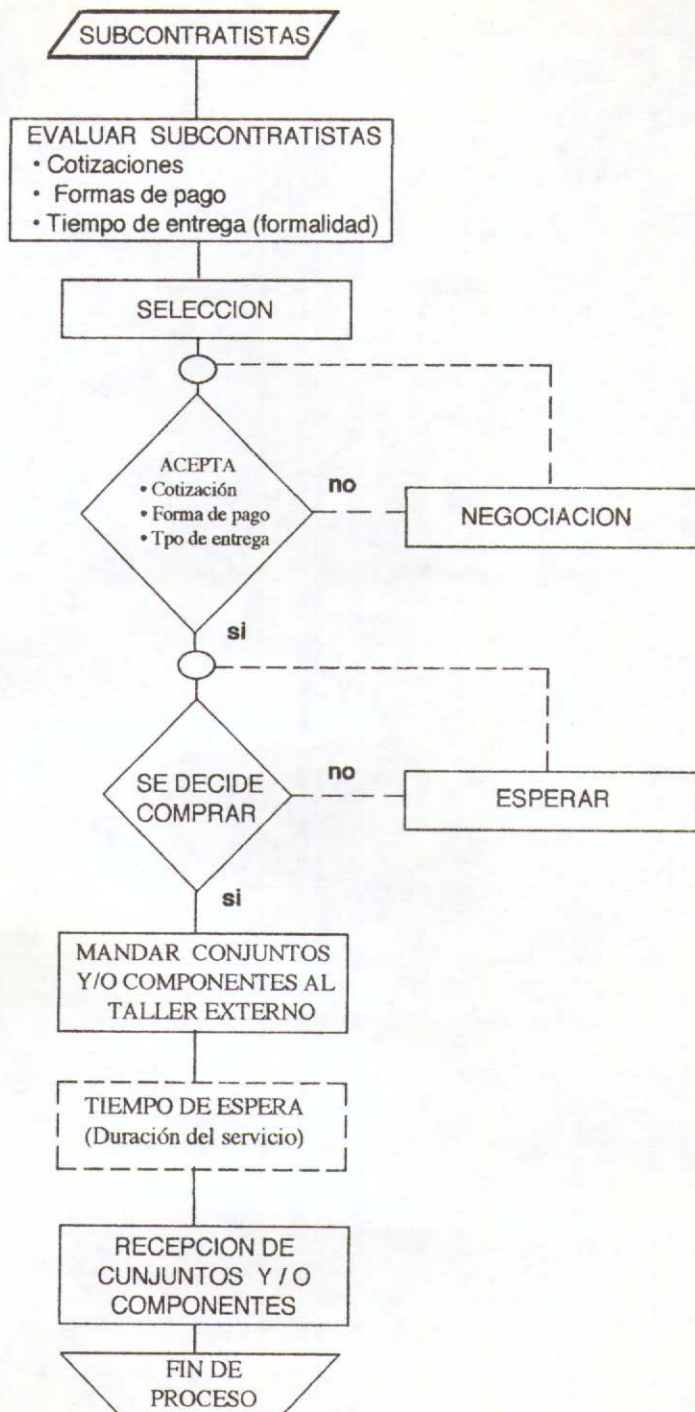 SUBCONTRATISTAS
EVALUAR SUBCONTRATISTAS
• Cotizaciones
• Formas de pago
• Tiempo de entrega (formalidad)
SELECCION
ACEPTA
• Cotización
• Forma de pago
• Tpo de entrega
no
NEGOCIACION
si
SE DECIDE
COMPRAR
no
ESPERAR
si
MANDAR CONJUNTOS
Y/O COMPONENTES AL
TALLER EXTERNO
TIEMPO DE ESPERA
(Duración del servicio)
RECEPCION DE
CUNJUNTOS Y / O
COMPONENTES
FIN DE
PROCESO